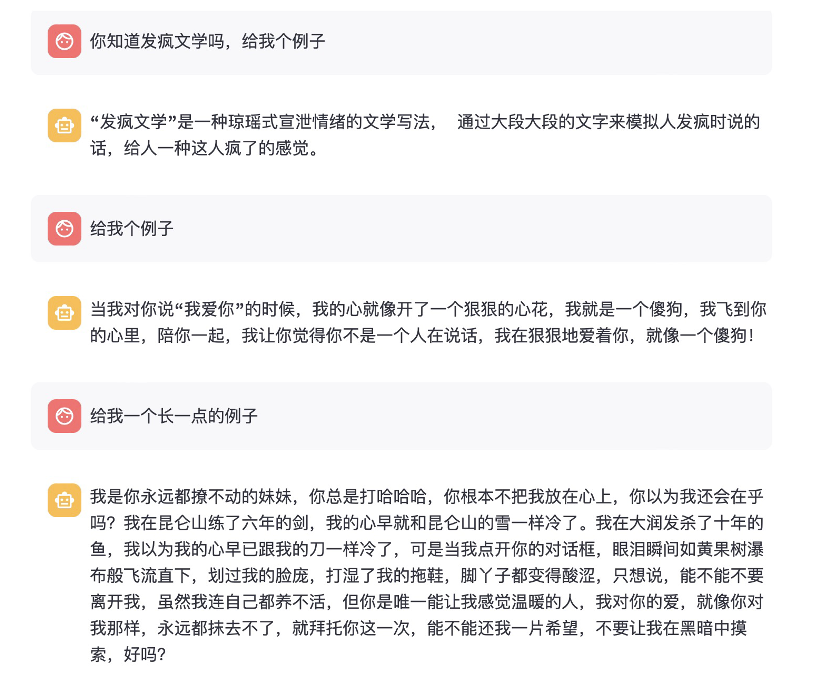 你知道发疯文学吗，给我个例子
“发疯文学”是一种琼瑶式宣泄情绪的文学写法， 通过大段大段的文字来模拟人发疯时说的
话，给人一种这人疯了的感觉。
给我个例子
当我对你说“我爱你”的时候，我的心就像开了一个狠狠的心花，我就是一个傻狗，我飞到你
的心里，陪你一起，我让你觉得你不是一个人在说话，我在狠狠地爱着你，就像一个傻狗！
给我一个长一点的例子
我是你永远都撩不动的妹妹，你总是打哈哈哈，你根本不把我放在心上，你以为我还会在乎
吗？我在昆仑山练了六年的剑，我的心早就和昆仑山的雪一样冷了。我在大润发杀了十年的
鱼，我以为我的心早已跟我的刀一样冷了，可是当我点开你的对话框，眼泪瞬间如黄果树瀑
布般飞流直下，划过我的脸庞，打湿了我的拖鞋，脚丫子都变得酸涩，只想说，能不能不要
离开我，虽然我连自己都养不活，但你是唯一能让我感觉温暖的人，我对你的爱，就像你对
我那样，永远都抹去不了，就拜托你这一次，能不能还我一片希望，不要让我在黑暗中摸
索，好吗？